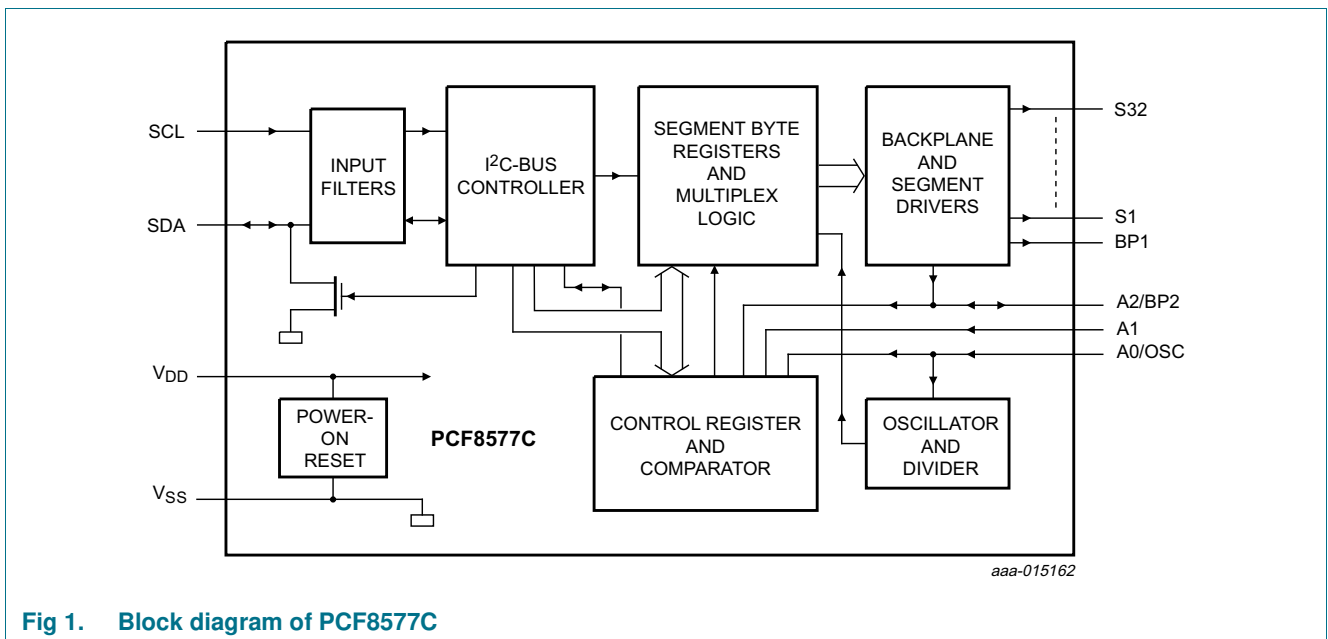 SCL
SDA
VDD
VSS
INPUT
FILTERS
I2C-BUS
CONTROLLER
SEGMENT BYTE
REGISTERS
AND
MULTIPLEX
LOGIC
BACKPLANE
AND
SEGMENT
DRIVERS
S32
S1
BP1
A2/BP2
A1
A0/OSC
POWER-
ON
RESET
PCF8577C
CONTROL REGISTER
AND
COMPARATOR
OSCILLATOR
AND
DIVIDER
aaa-015162
Fig 1. Block diagram of PCF8577C